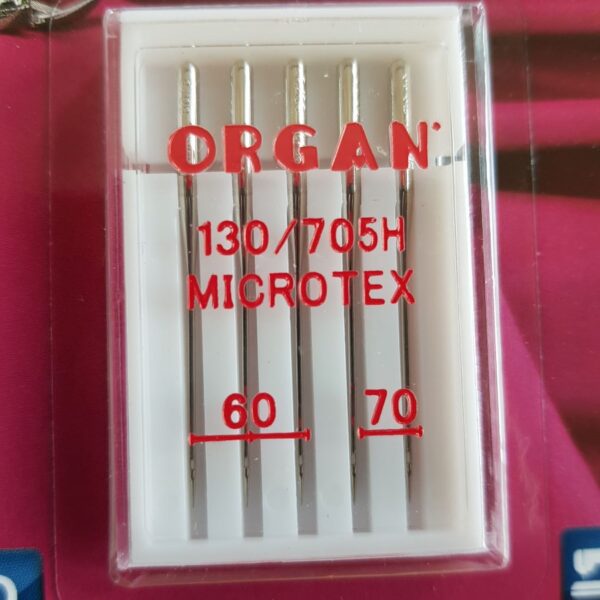 ORGAN
130/705H
MICROTEX
60 70